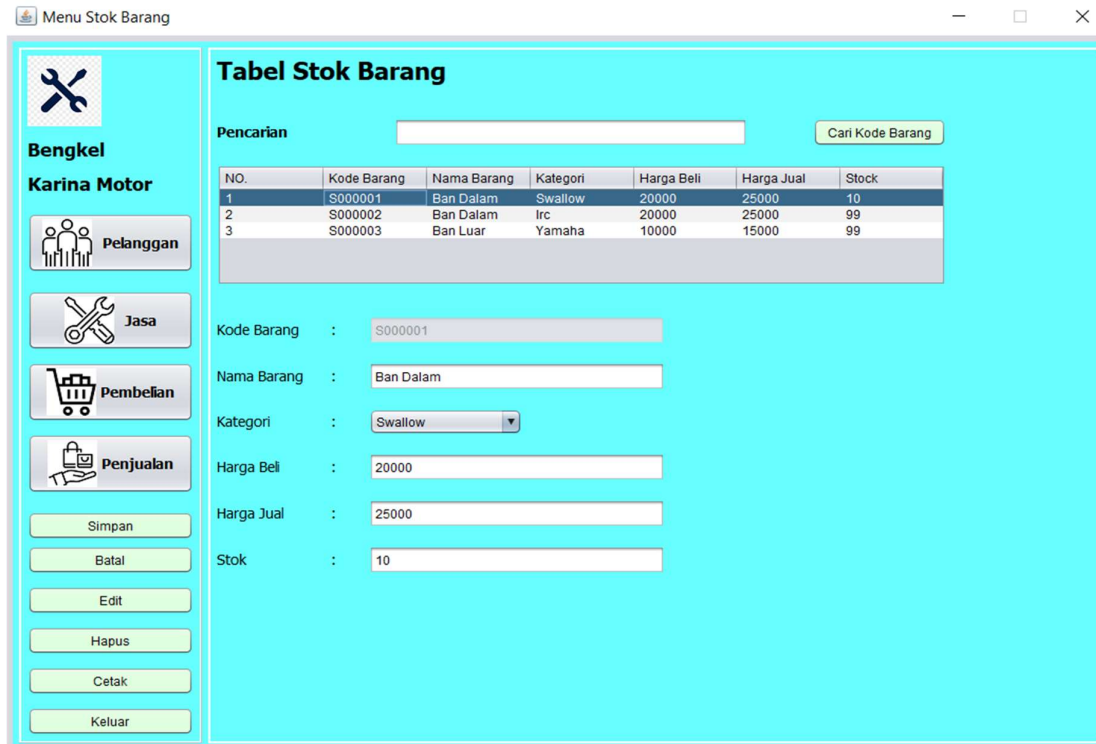 Menu Stok Barang
Bengkel
Karina Motor
Pelanggan
Jasa
Pembelian
Penjualan
Simpan
Batal
Edit
Hapus
Cetak
Keluar
Tabel Stok Barang
Pencarian Cari Kode Barang
NO. Kode Barang Nama Barang Kategori Harga Beli Harga Jual Stock
1 S000001 Ban Dalam Swallow 20000 25000 10
2 S000002 Ban Dalam Irc 20000 25000 99
3 S000003 Ban Luar Yamaha 10000 15000 99
Kode Barang : S000001
Nama Barang : Ban Dalam
Kategori : Swallow
Harga Beli : 20000
Harga Jual : 25000
Stok : 10